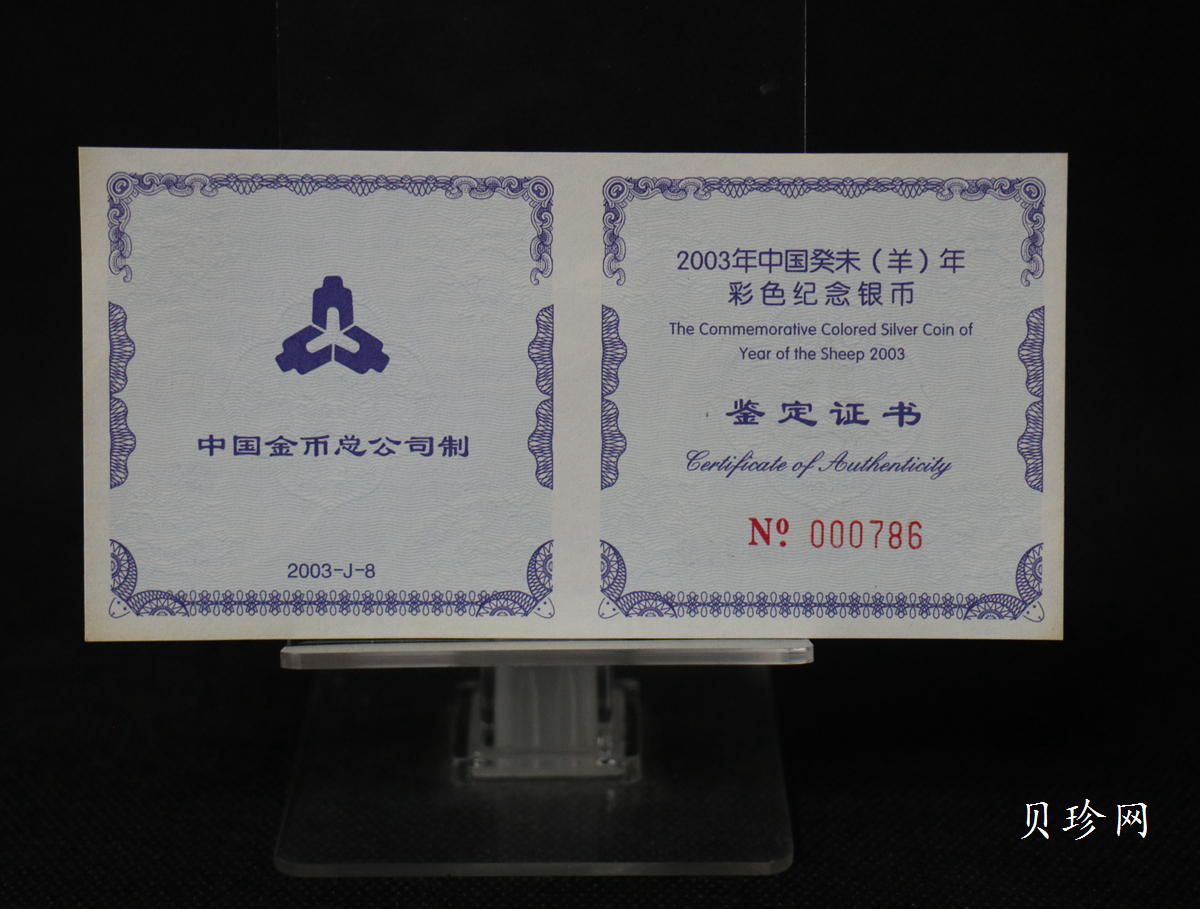 中国金币总公司制
2003-J-8
2003年中国癸未（羊）年
彩色纪念银币
The Commemorative Colored Silver Coin of
Year of the Sheep 2003
鉴定证书
Certificate of Authenticity
Nº 000786
贝珍网